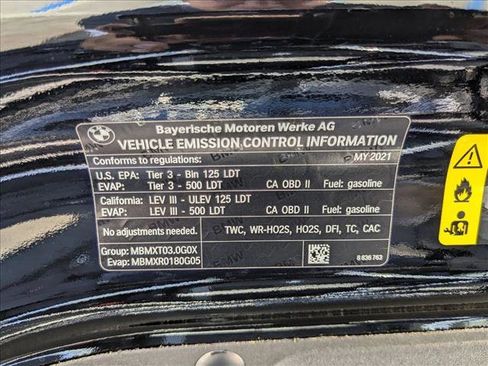 BMW
Bayerische Motoren Werke AG
VEHICLE EMISSION CONTROL INFORMATION
Conforms to regulations: MY 2021
U.S. EPA: Tier 3 - Bin 125 LDT
EVAP: Tier 3 - 500 LDT CA OBD II Fuel: gasoline
California: LEV III - ULEV 125 LDT
EVAP: LEV III - 500 LDT CA OBD II Fuel: gasoline
No adjustments needed. TWC, WR-HO2S, HO2S, DFI, TC, CAC
Group: MBMXT03.0G0X
Evap: MBMXR0180G05 8 836 763